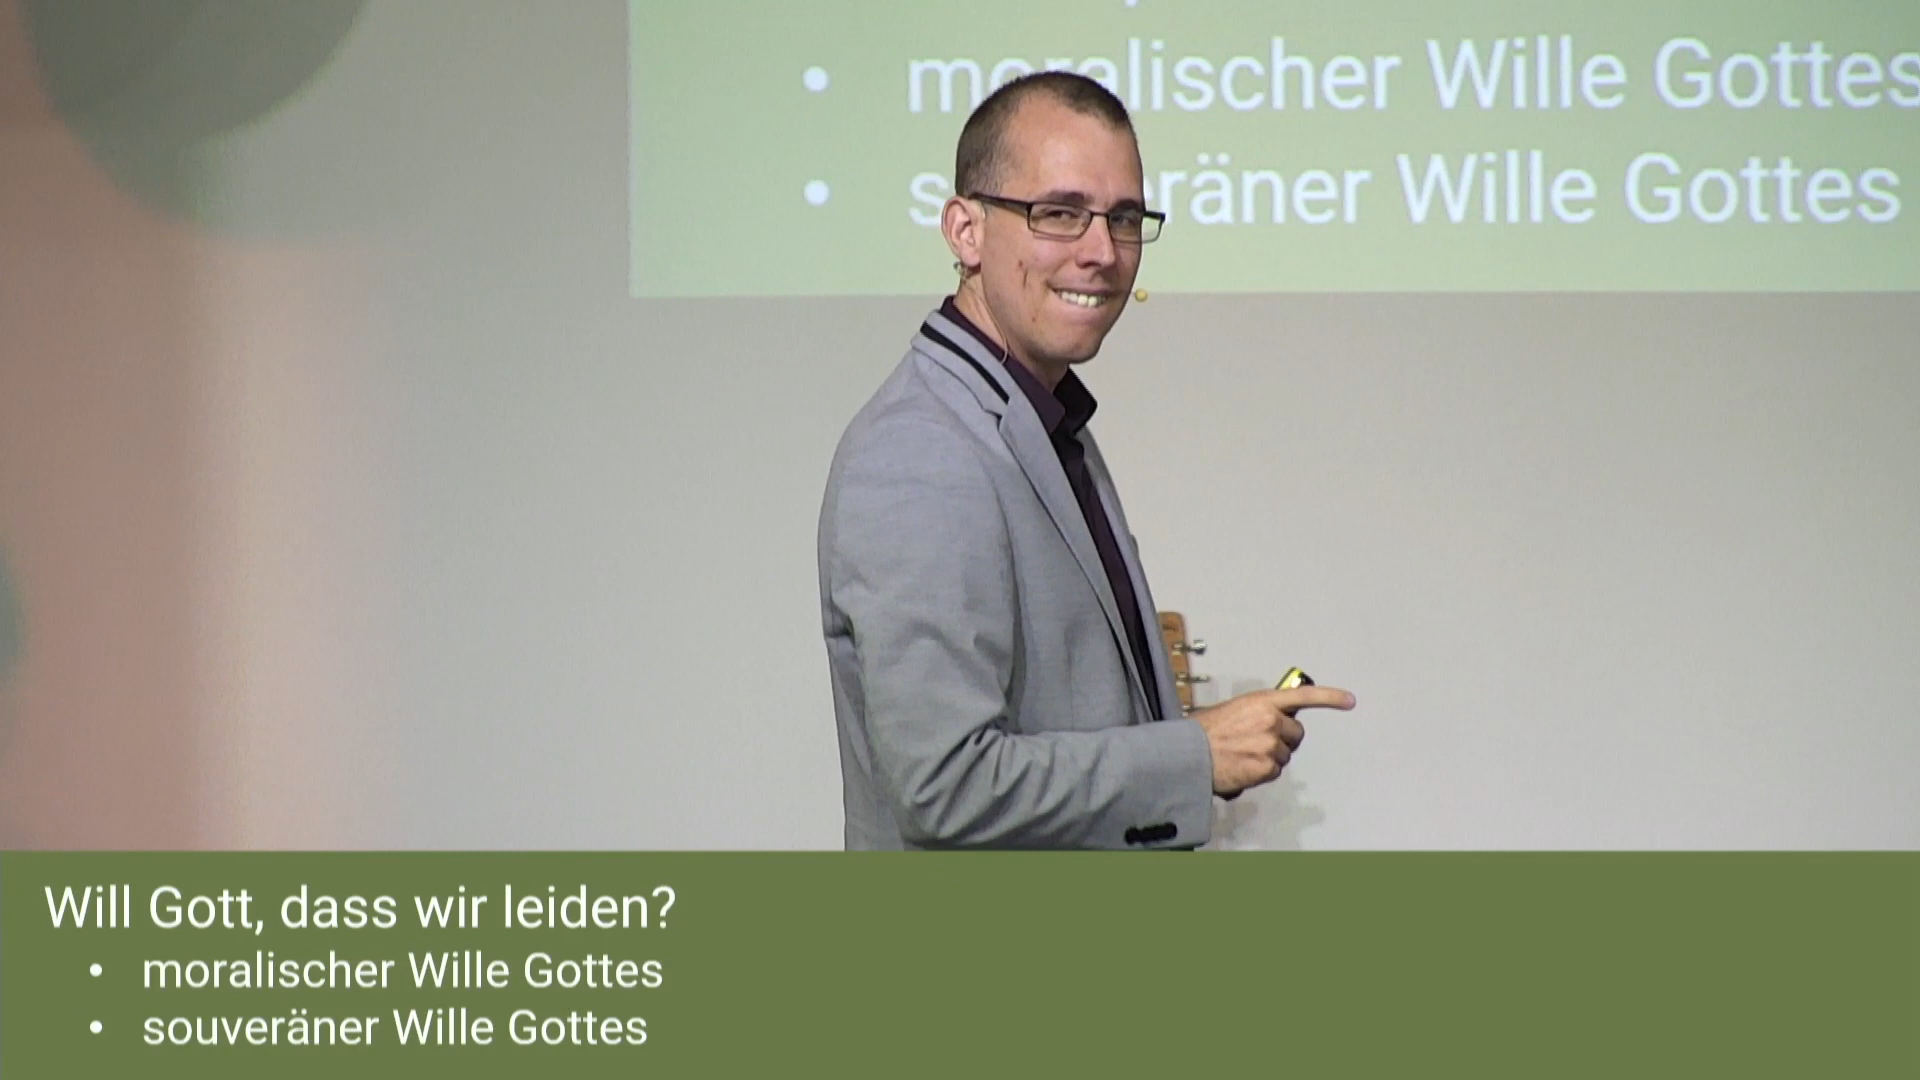 moralischer Wille Gottes
souveräner Wille Gottes
Will Gott, dass wir leiden?
• moralischer Wille Gottes
• souveräner Wille Gottes